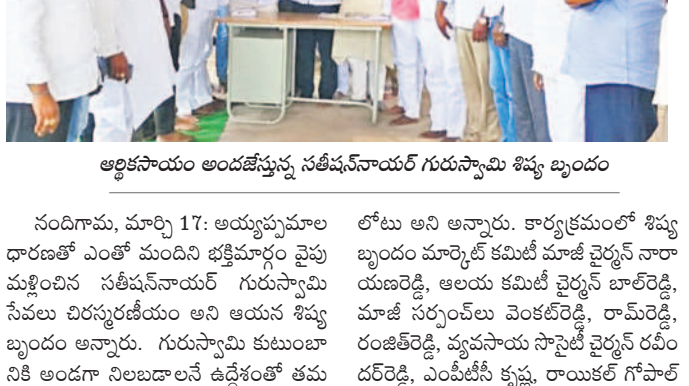 ఆర్థికసాయం అందజేస్తున్న సతీషన్‌నాయర్ గురుస్వామి శిష్య బృందం
నందిగామ, మార్చి 17: అయ్యప్పమాల
ధారణతో ఎంతో మందిని భక్తిమార్గం వైపు
మళ్లించిన సతీషన్‌నాయర్ గురుస్వామి
సేవలు చిరస్మరణీయం అని ఆయన శిష్య
బృందం అన్నారు. గురుస్వామి కుటుంబా
నికి అండగా నిలబడాలనే ఉద్దేశంతో తమ
లోటు అని అన్నారు. కార్యక్రమంలో శిష్య
బృందం మార్కెట్ కమిటీ మాజీ చైర్మన్ నారా
యణరెడ్డి, ఆలయ కమిటీ చైర్మన్ బాల్‌రెడ్డి,
మాజీ సర్పంచ్‌లు వెంకట్‌రెడ్డి, రామ్‌రెడ్డి,
రంజిత్‌రెడ్డి, వ్యవసాయ సొసైటీ చైర్మన్ రవీం
దర్‌రెడ్డి, ఎంపీటీసీ కృష్ణ, రాయికల్ గోపాల్